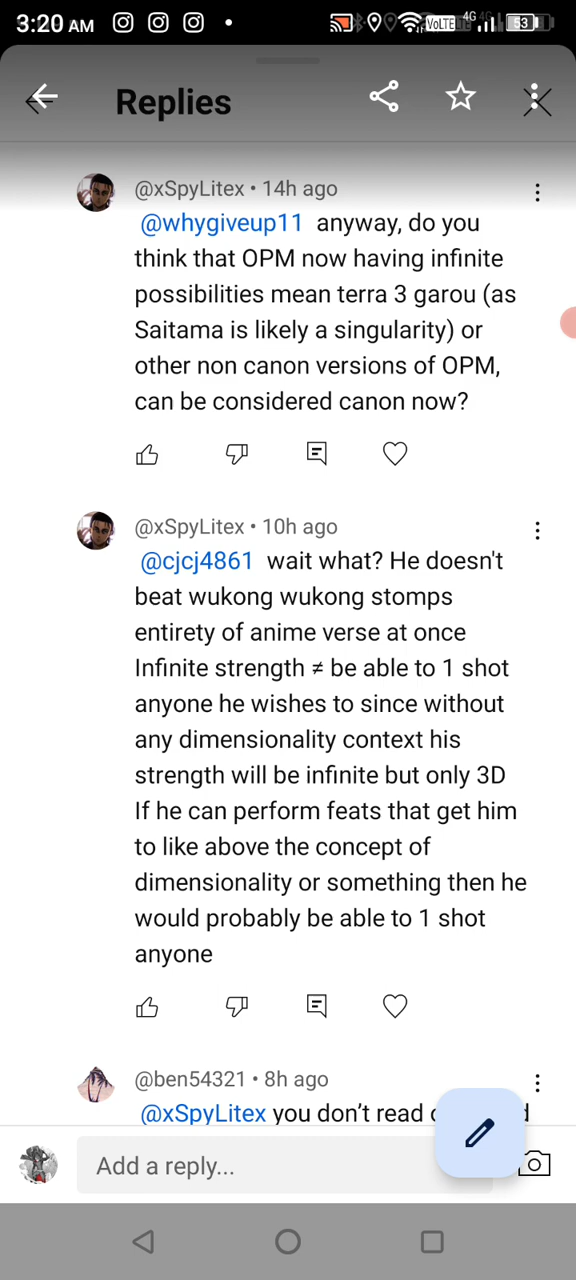 3:20 AM
VoLTE 4G 4G 53
Replies
@xSpyLitex • 14h ago
@whygiveup11 anyway, do you
think that OPM now having infinite
possibilities mean terra 3 garou (as
Saitama is likely a singularity) or
other non canon versions of OPM,
can be considered canon now?
@xSpyLitex • 10h ago
@cjcj4861 wait what? He doesn't
beat wukong wukong stomps
entirety of anime verse at once
Infinite strength ≠ be able to 1 shot
anyone he wishes to since without
any dimensionality context his
strength will be infinite but only 3D
If he can perform feats that get him
to like above the concept of
dimensionality or something then he
would probably be able to 1 shot
anyone
@ben54321 • 8h ago
@xSpyLitex you don't read
Add a reply...